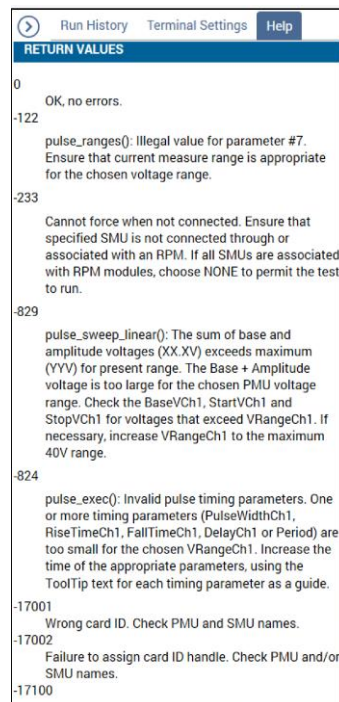 Run History Terminal Settings Help
RETURN VALUES
0
OK, no errors.
-122
pulse_ranges(): Illegal value for parameter #7.
Ensure that current measure range is appropriate
for the chosen voltage range.
-233
Cannot force when not connected. Ensure that
specified SMU is not connected through or
associated with an RPM. If all SMUs are associated
with RPM modules, choose NONE to permit the test
to run.
-829
pulse_sweep_linear(): The sum of base and
amplitude voltages (XX.XV) exceeds maximum
(YYV) for present range. The Base + Amplitude
voltage is too large for the chosen PMU voltage
range. Check the BaseVCh1, StartVCh1 and
StopVCh1 for voltages that exceed VRangeCh1. If
necessary, increase VRangeCh1 to the maximum
40V range.
-824
pulse_exec(): Invalid pulse timing parameters. One
or more timing parameters (PulseWidthCh1,
RiseTimeCh1, FallTimeCh1, DelayCh1 or Period) are
too small for the chosen VRangeCh1. Increase the
time of the appropriate parameters, using the
ToolTip text for each timing parameter as a guide.
-17001
Wrong card ID. Check PMU and SMU names.
-17002
Failure to assign card ID handle. Check PMU and/or
SMU names.
-17100